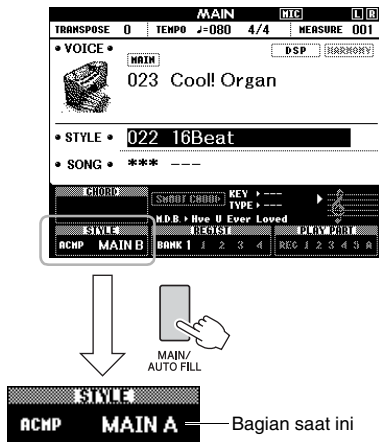 MAIN MIC L R
TRANSPOSE 0 TEMPO ♩=080 4/4 MEASURE 001
• VOICE • DSP HARMONY
MAIN
023 Cool! Organ
• STYLE • 022 16Beat
• SONG • *** ---
CHORD SMART CHORD KEY ▸ ---
TYPE ▸ ---
M.D.B. ▸ Hve U Ever Loved
STYLE REGIST PLAY PART
ACMP MAIN B BANK 1 1 2 3 4 REC 1 2 3 4 5 A
MAIN/
AUTO FILL
STYLE
ACMP MAIN A Bagian saat ini